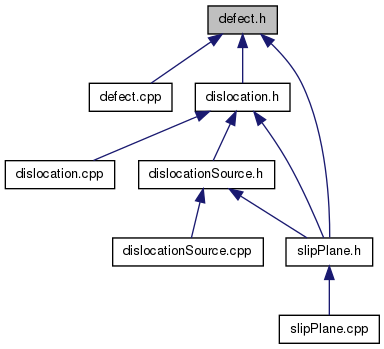 defect.h
defect.cpp
dislocation.h
dislocation.cpp
dislocationSource.h
dislocationSource.cpp
slipPlane.h
slipPlane.cpp